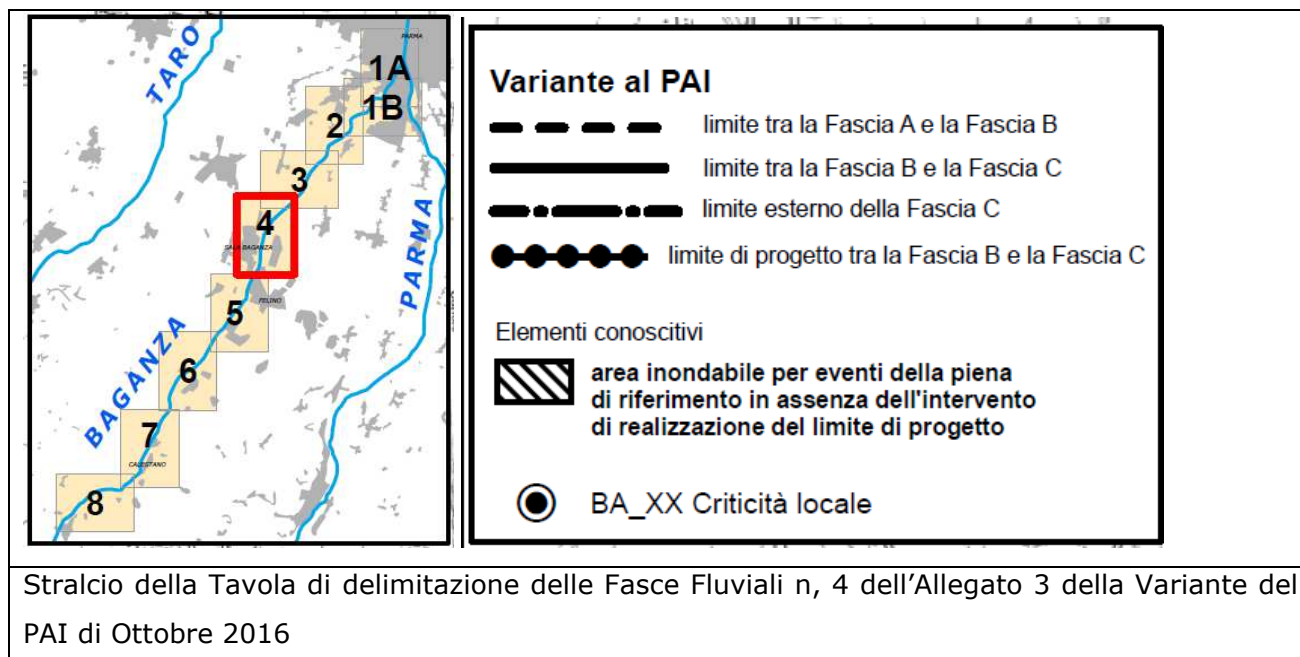 PARMA
TARO
1A
1B
2
3
4
SALA BAGANZA
PARMA
FELINO
5
BAGANZA
6
7
CALESTANO
8
Variante al PAI
limite tra la Fascia A e la Fascia B
limite tra la Fascia B e la Fascia C
limite esterno della Fascia C
limite di progetto tra la Fascia B e la Fascia C
Elementi conoscitivi
area inondabile per eventi della piena
di riferimento in assenza dell'intervento
di realizzazione del limite di progetto
BA_XX Criticità locale
Stralcio della Tavola di delimitazione delle Fasce Fluviali n, 4 dell'Allegato 3 della Variante del
PAI di Ottobre 2016